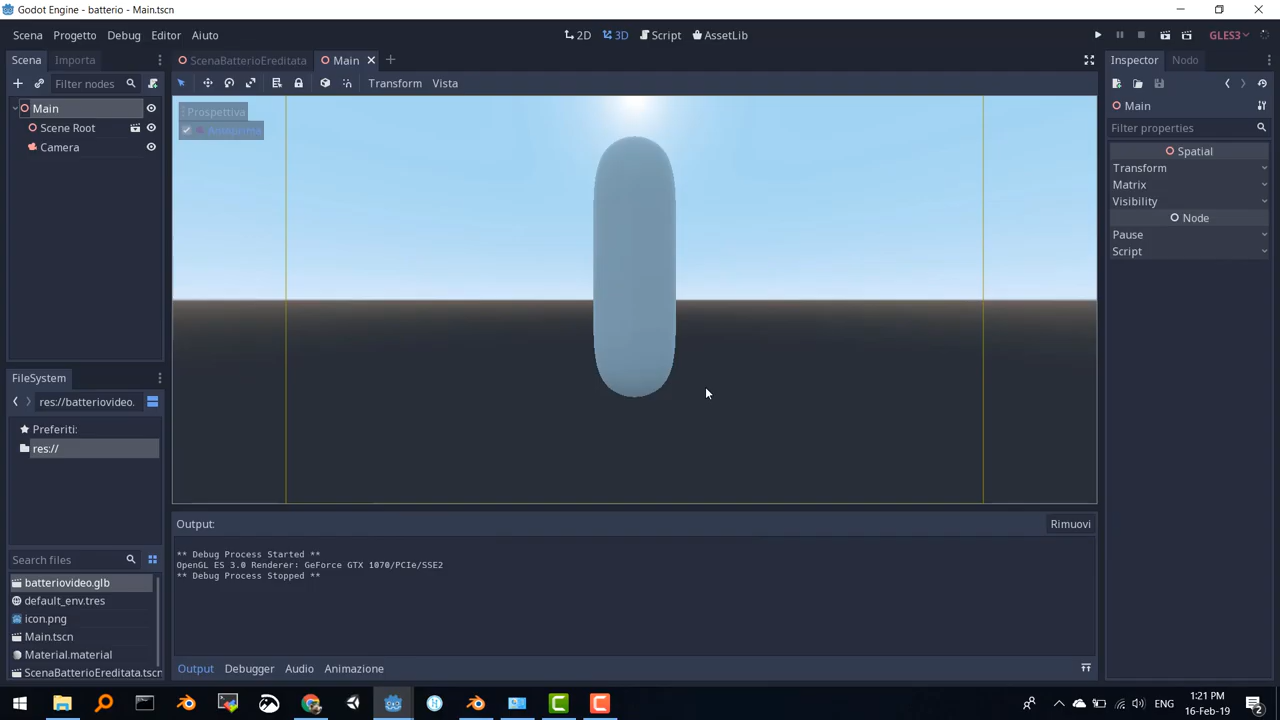 Godot Engine - batterio - Main.tscn
Scena Progetto Debug Editor Aiuto
2D 3D Script AssetLib
GLES3
Scena Importa
ScenaBatterioEreditata Main
Inspector Nodo
Filter nodes
Transform Vista
Main
Scene Root
Camera
Prospettiva
Anteprima
Main
Filter properties
Spatial
Transform
Matrix
Visibility
Node
Pause
Script
FileSystem
res://batteriovideo.
Preferiti:
res://
Search files
batteriovideo.glb
default_env.tres
icon.png
Main.tscn
Material.material
ScenaBatterioEreditata.tscn
Output:
Rimuovi
** Debug Process Started **
OpenGL ES 3.0 Renderer: GeForce GTX 1070/PCIe/SSE2
** Debug Process Stopped **
Output Debugger Audio Animazione
ENG
1:21 PM
16-Feb-19
2